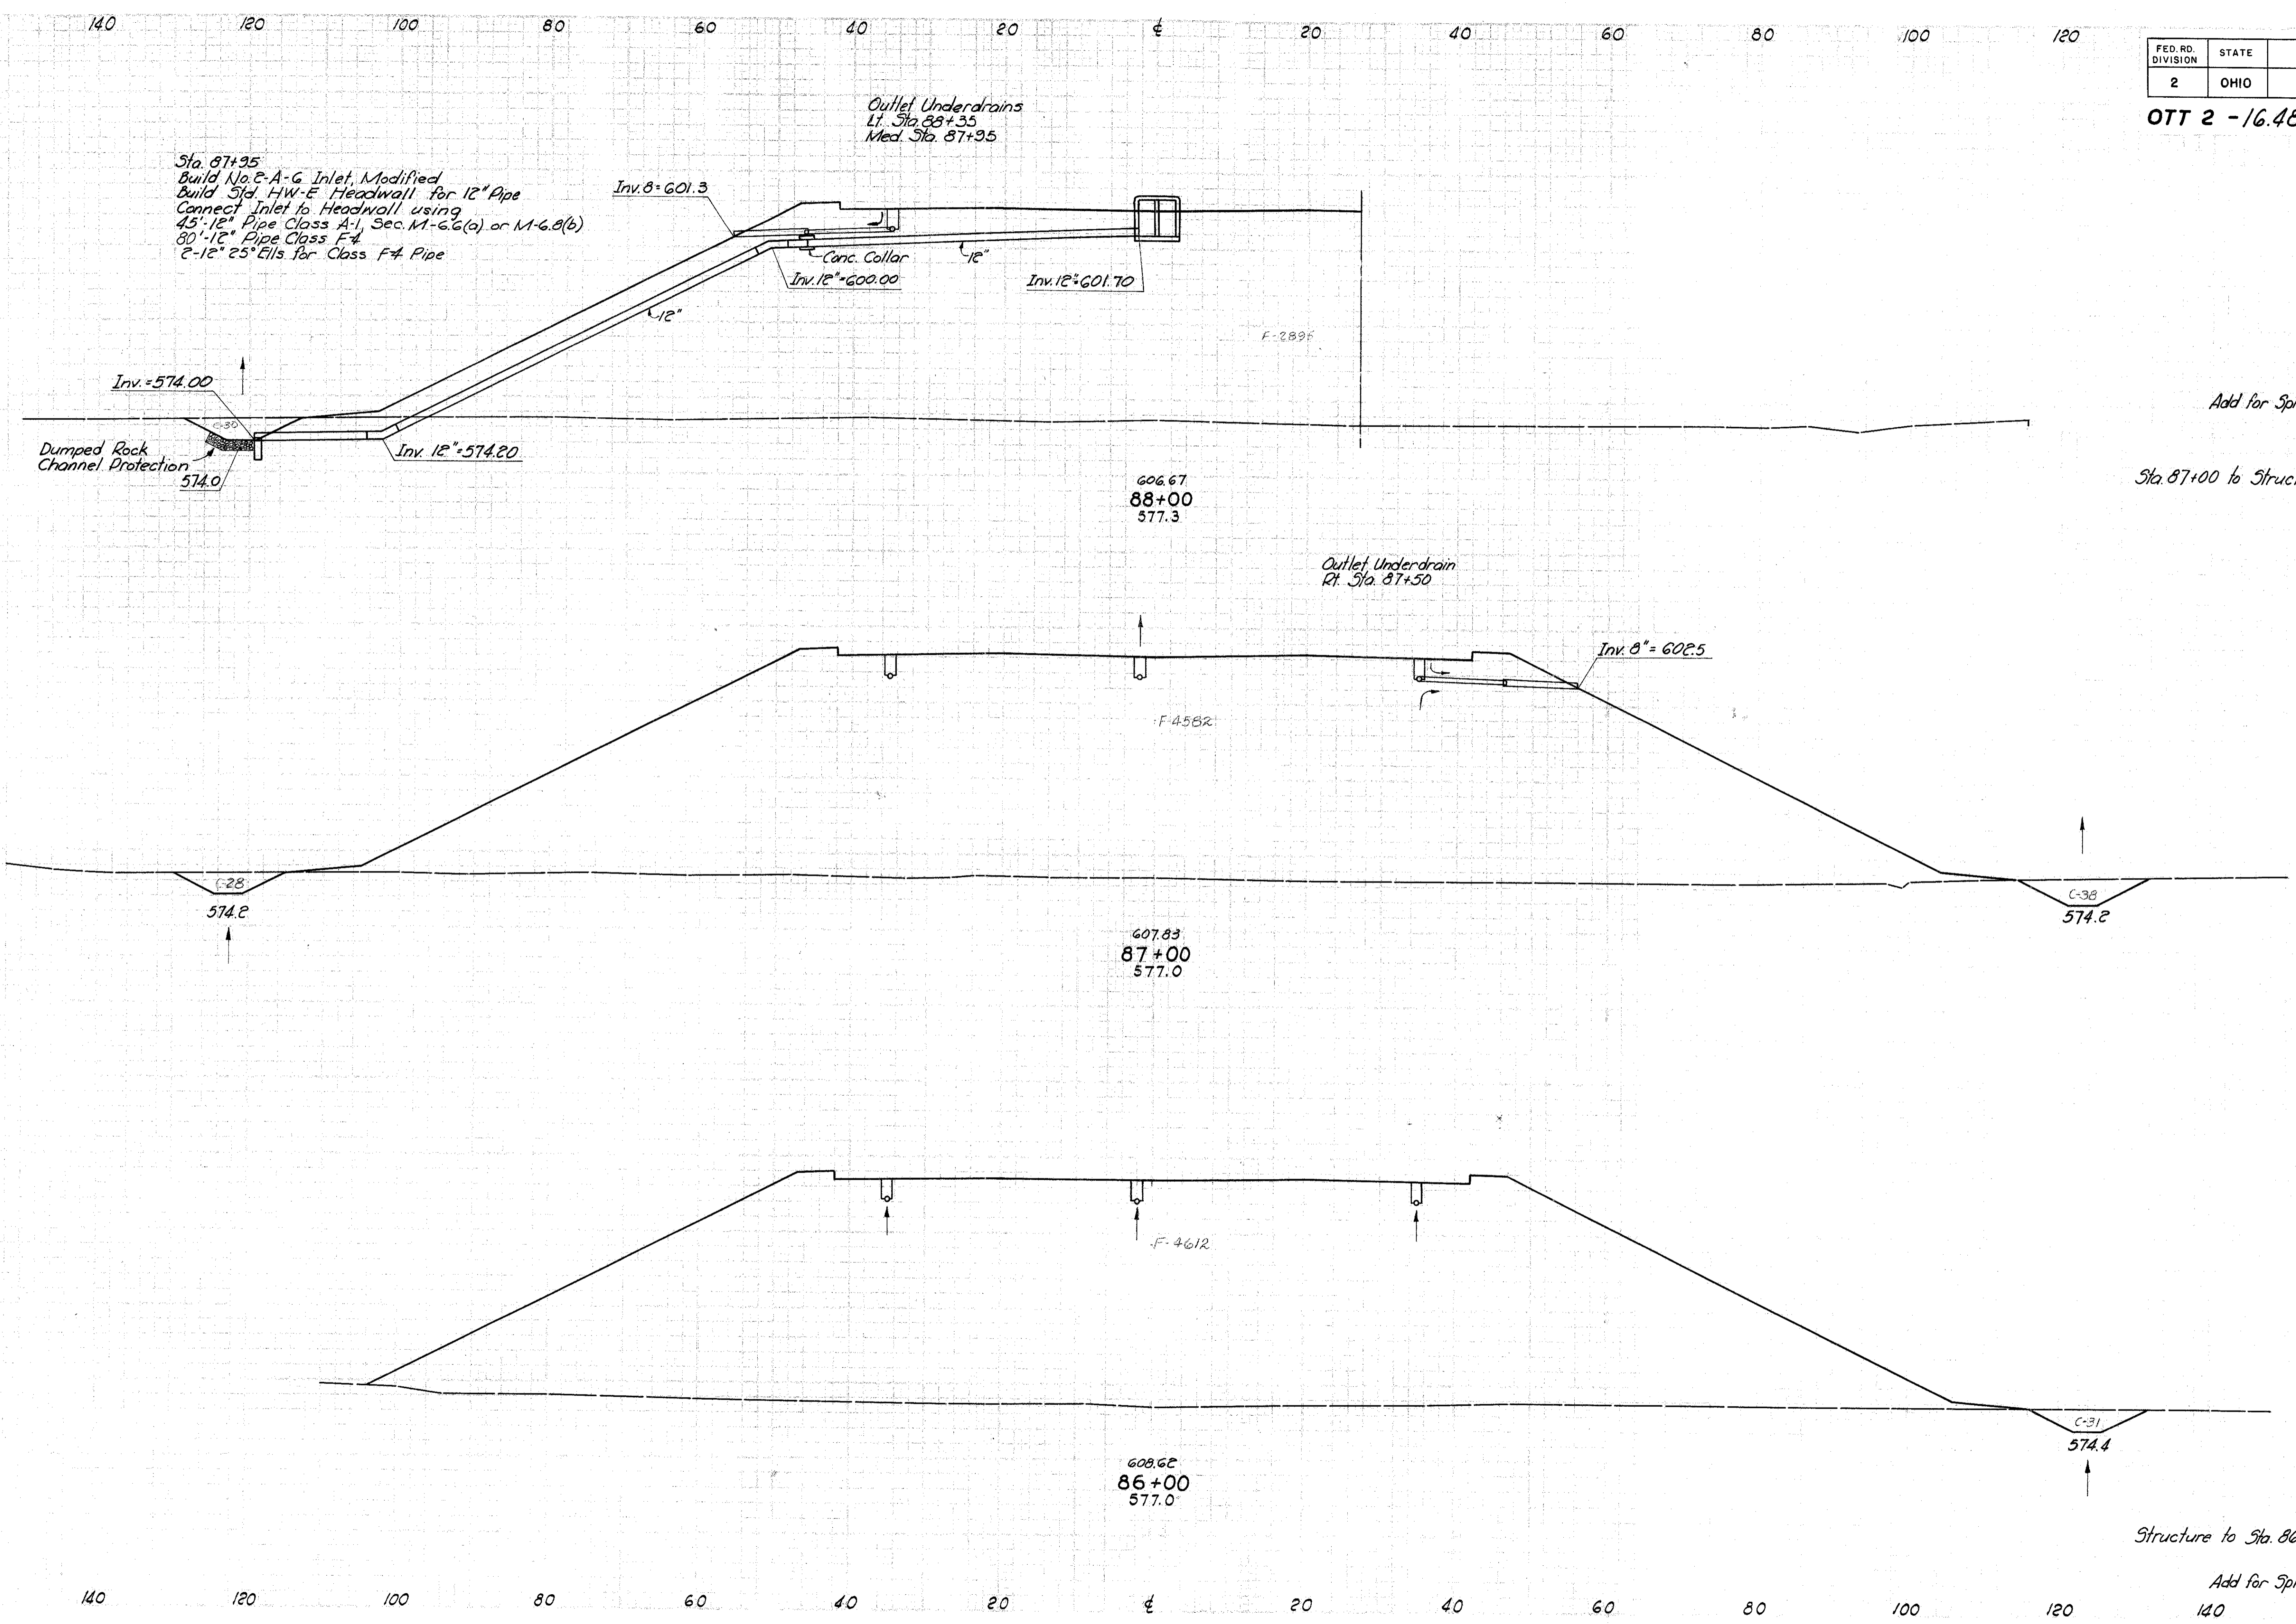 140 120 100 80 60 40 20 ℄ 20 40 60 80 100 120
FED. RD. DIVISION STATE
2 OHIO
OTT 2 - 16.48
Outlet Underdrains
Lt. Sta. 88+35
Med. Sta. 87+95
Sta. 87+95
Build No. 2-A-6 Inlet, Modified
Build Std. HW-E Headwall for 12" Pipe
Connect Inlet to Headwall using
45'-12" Pipe Class A-1, Sec. M-6.6(a) or M-6.8(b)
80'-12" Pipe Class F-4
2-12" 25° Ells for Class F-4 Pipe
Inv. 8"=601.3
Conc. Collar
12"
Inv. 12"=600.00
Inv. 12"=601.70
12"
Inv.=574.00
C-30
Dumped Rock
Channel Protection
574.0
Inv. 12"=574.20
Add for
Sta. 87+00 to
606.67
88+00
577.3
Outlet Underdrain
Rt. Sta. 87+50
Inv. 8"=602.5
F-4582
C-28
574.2
C-38
574.2
607.83
87+00
577.0
F-4612
C-31
574.4
608.62
86+00
577.0
Structure to Sta.
Add for
140 120 100 80 60 40 20 ℄ 20 40 60 80 100 120 140